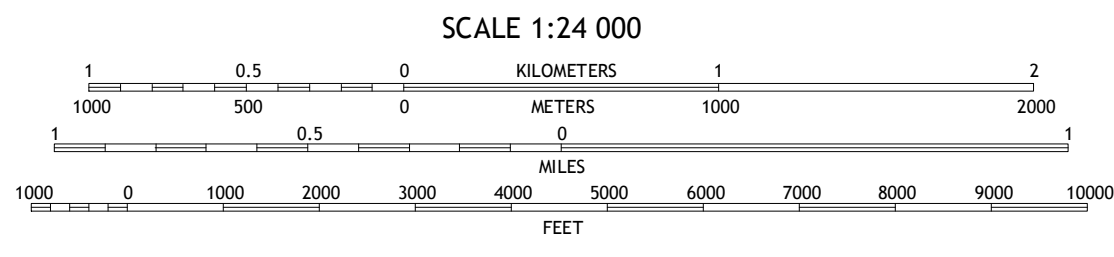 SCALE 1:24 000
1 0.5 0 KILOMETERS 1 2
1000 500 0 METERS 1000 2000
1 0.5 0 1
MILES
1000 0 1000 2000 3000 4000 5000 6000 7000 8000 9000 10000
FEET